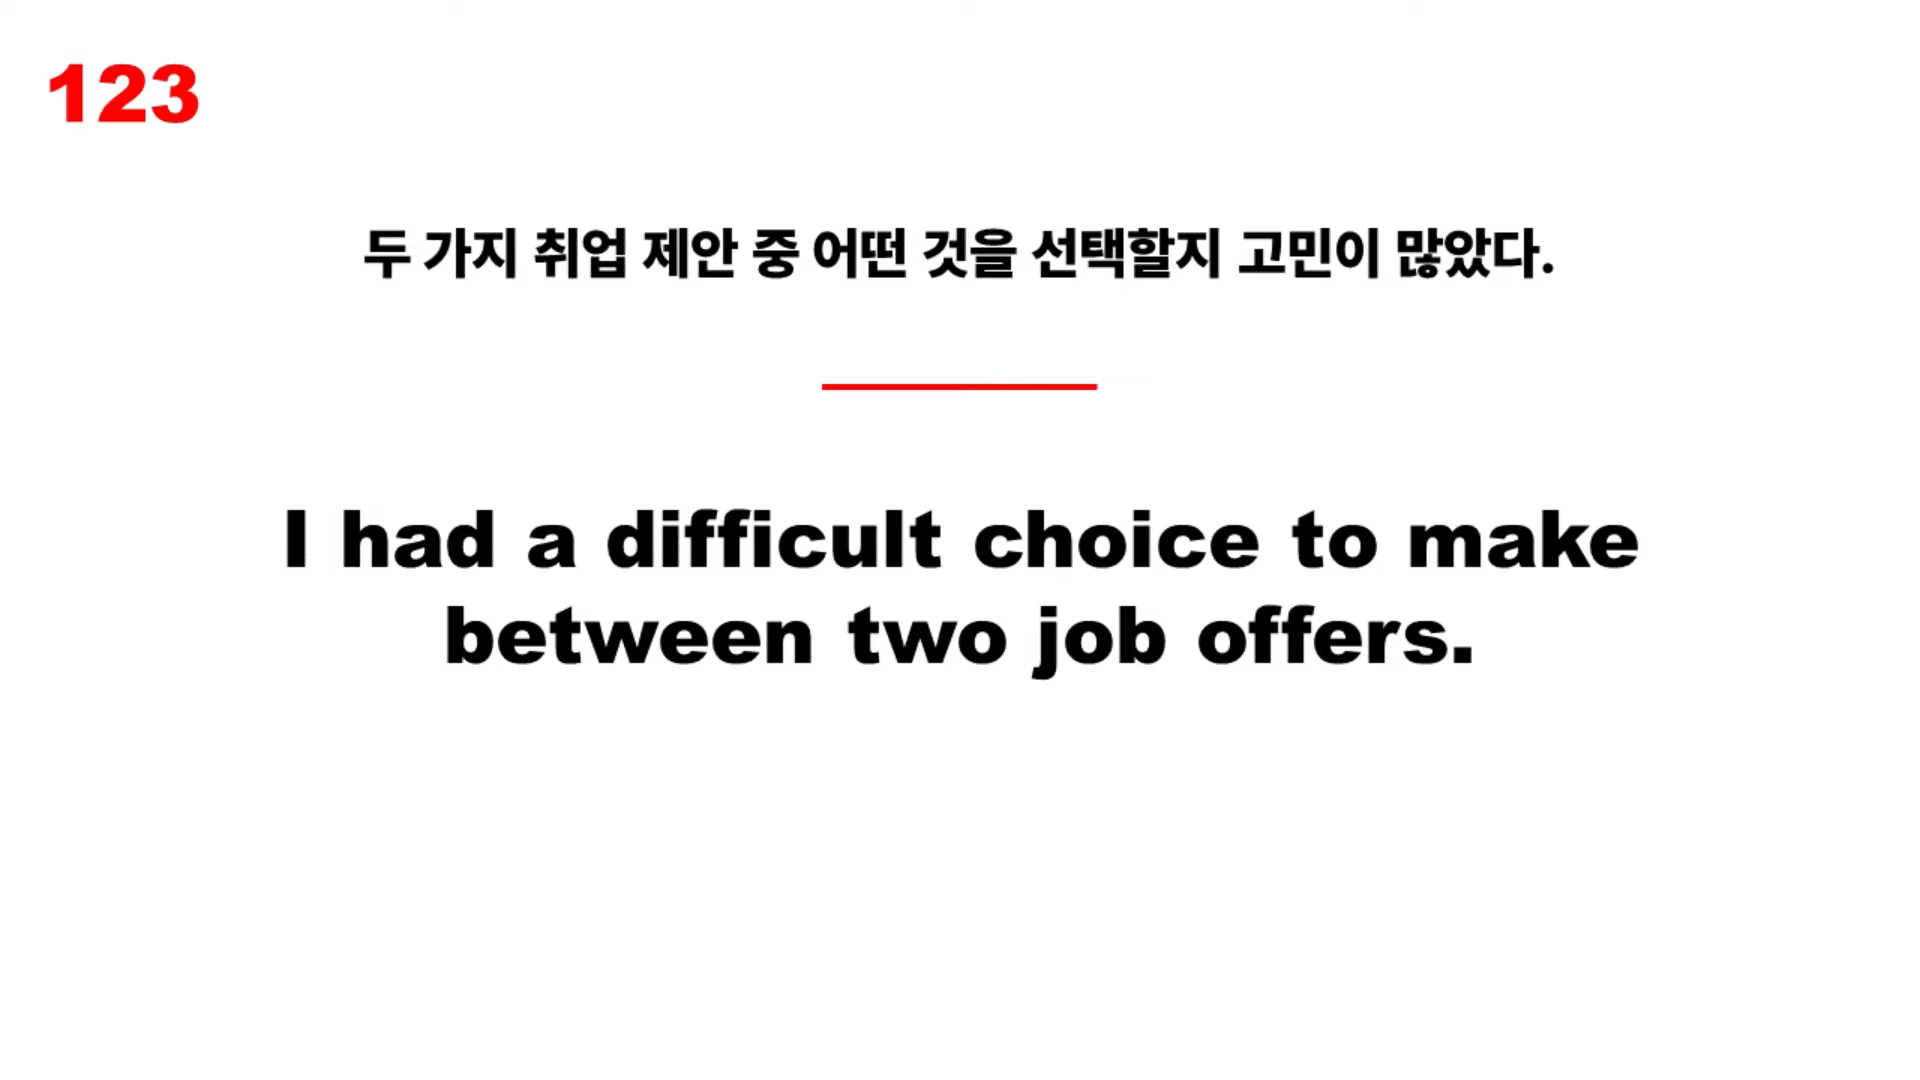 123
두 가지 취업 제안 중 어떤 것을 선택할지 고민이 많았다.
I had a difficult choice to make
between two job offers.